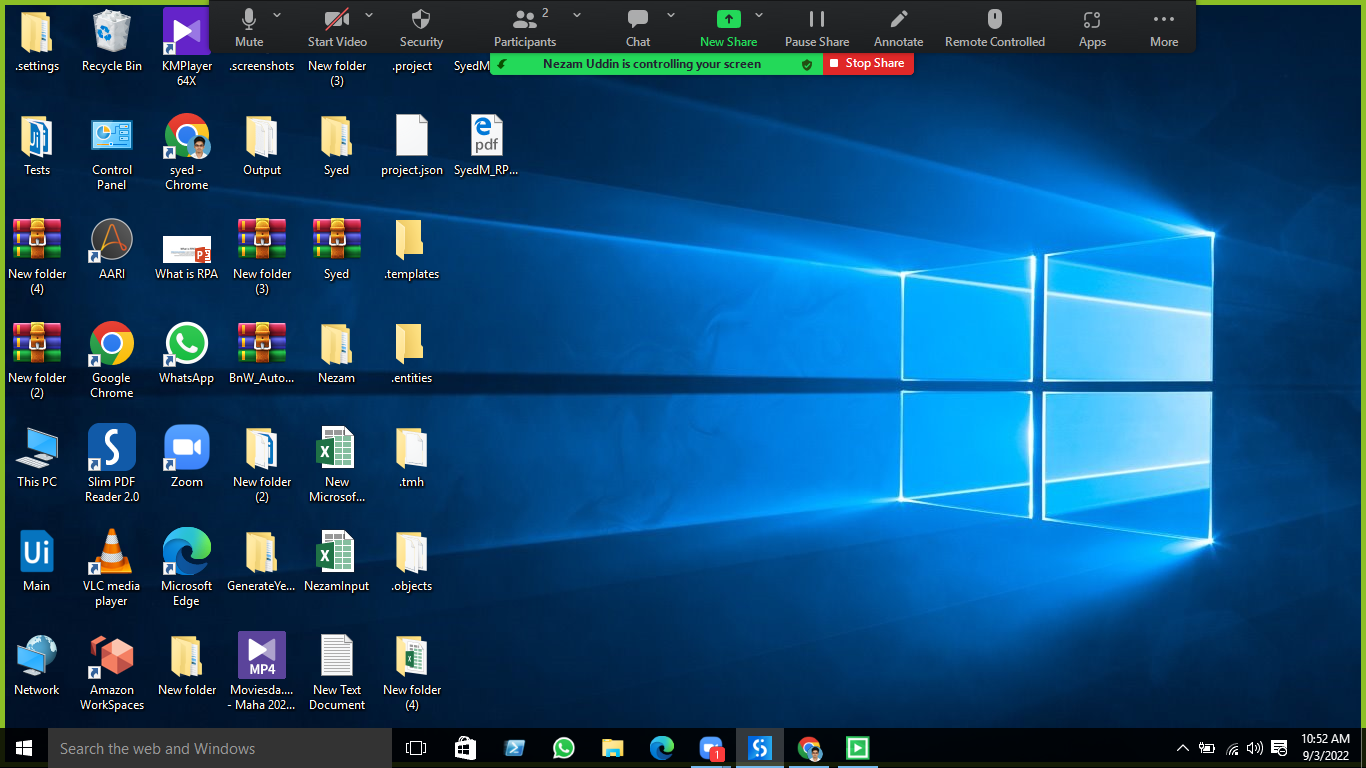 Mute
Start Video
Security
Participants
2
Chat
New Share
Pause Share
Annotate
Remote Controlled
Apps
More
Nezam Uddin is controlling your screen
Stop Share
.settings
Recycle Bin
KMPlayer
64X
.screenshots
New folder
(3)
.project
SyedM
Tests
Control
Panel
syed -
Chrome
Output
Syed
project.json
pdf
SyedM_RP...
New folder
(4)
AARI
What is RPA
New folder
(3)
Syed
.templates
New folder
(2)
Google
Chrome
WhatsApp
BnW_Auto...
Nezam
.entities
This PC
Slim PDF
Reader 2.0
Zoom
New folder
(2)
New
Microsof...
.tmh
Ui
Main
VLC media
player
Microsoft
Edge
GenerateYe...
NezamInput
.objects
Network
Amazon
WorkSpaces
New folder
MP4
Moviesda....
- Maha 202...
New Text
Document
New folder
(4)
Search the web and Windows
1
10:52 AM
9/3/2022